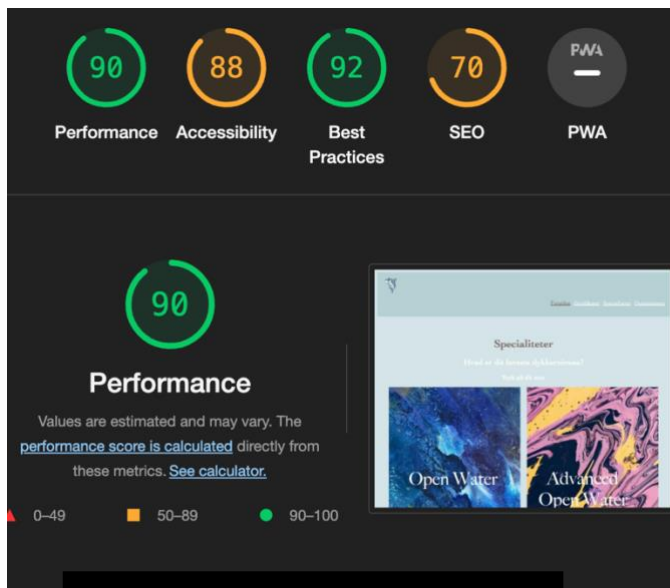 90
88
92
70
PWA
Performance
Accessibility
Best
Practices
SEO
PWA
90
Performance
Values are estimated and may vary. The
performance score is calculated directly from
these metrics. See calculator.
0–49
50–89
90–100
Specialiteter
Open Water
Advanced
Open Water